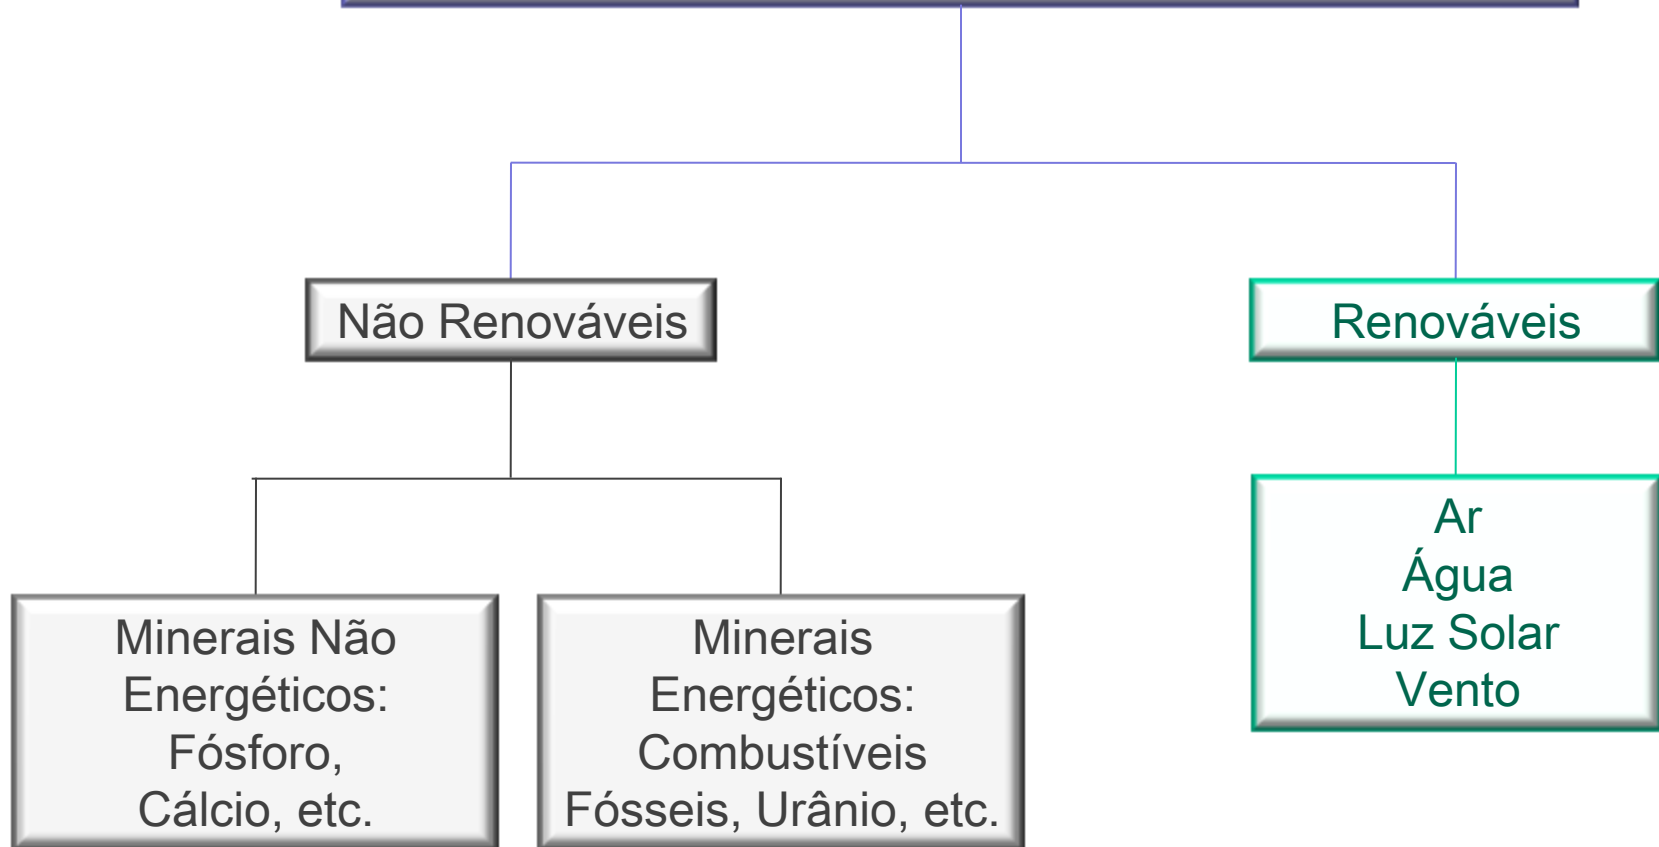 Não Renováveis
Renováveis
Minerais Não
Energéticos:
Fósforo,
Cálcio, etc.
Minerais
Energéticos:
Combustíveis
Fósseis, Urânio, etc.
Ar
Água
Luz Solar
Vento